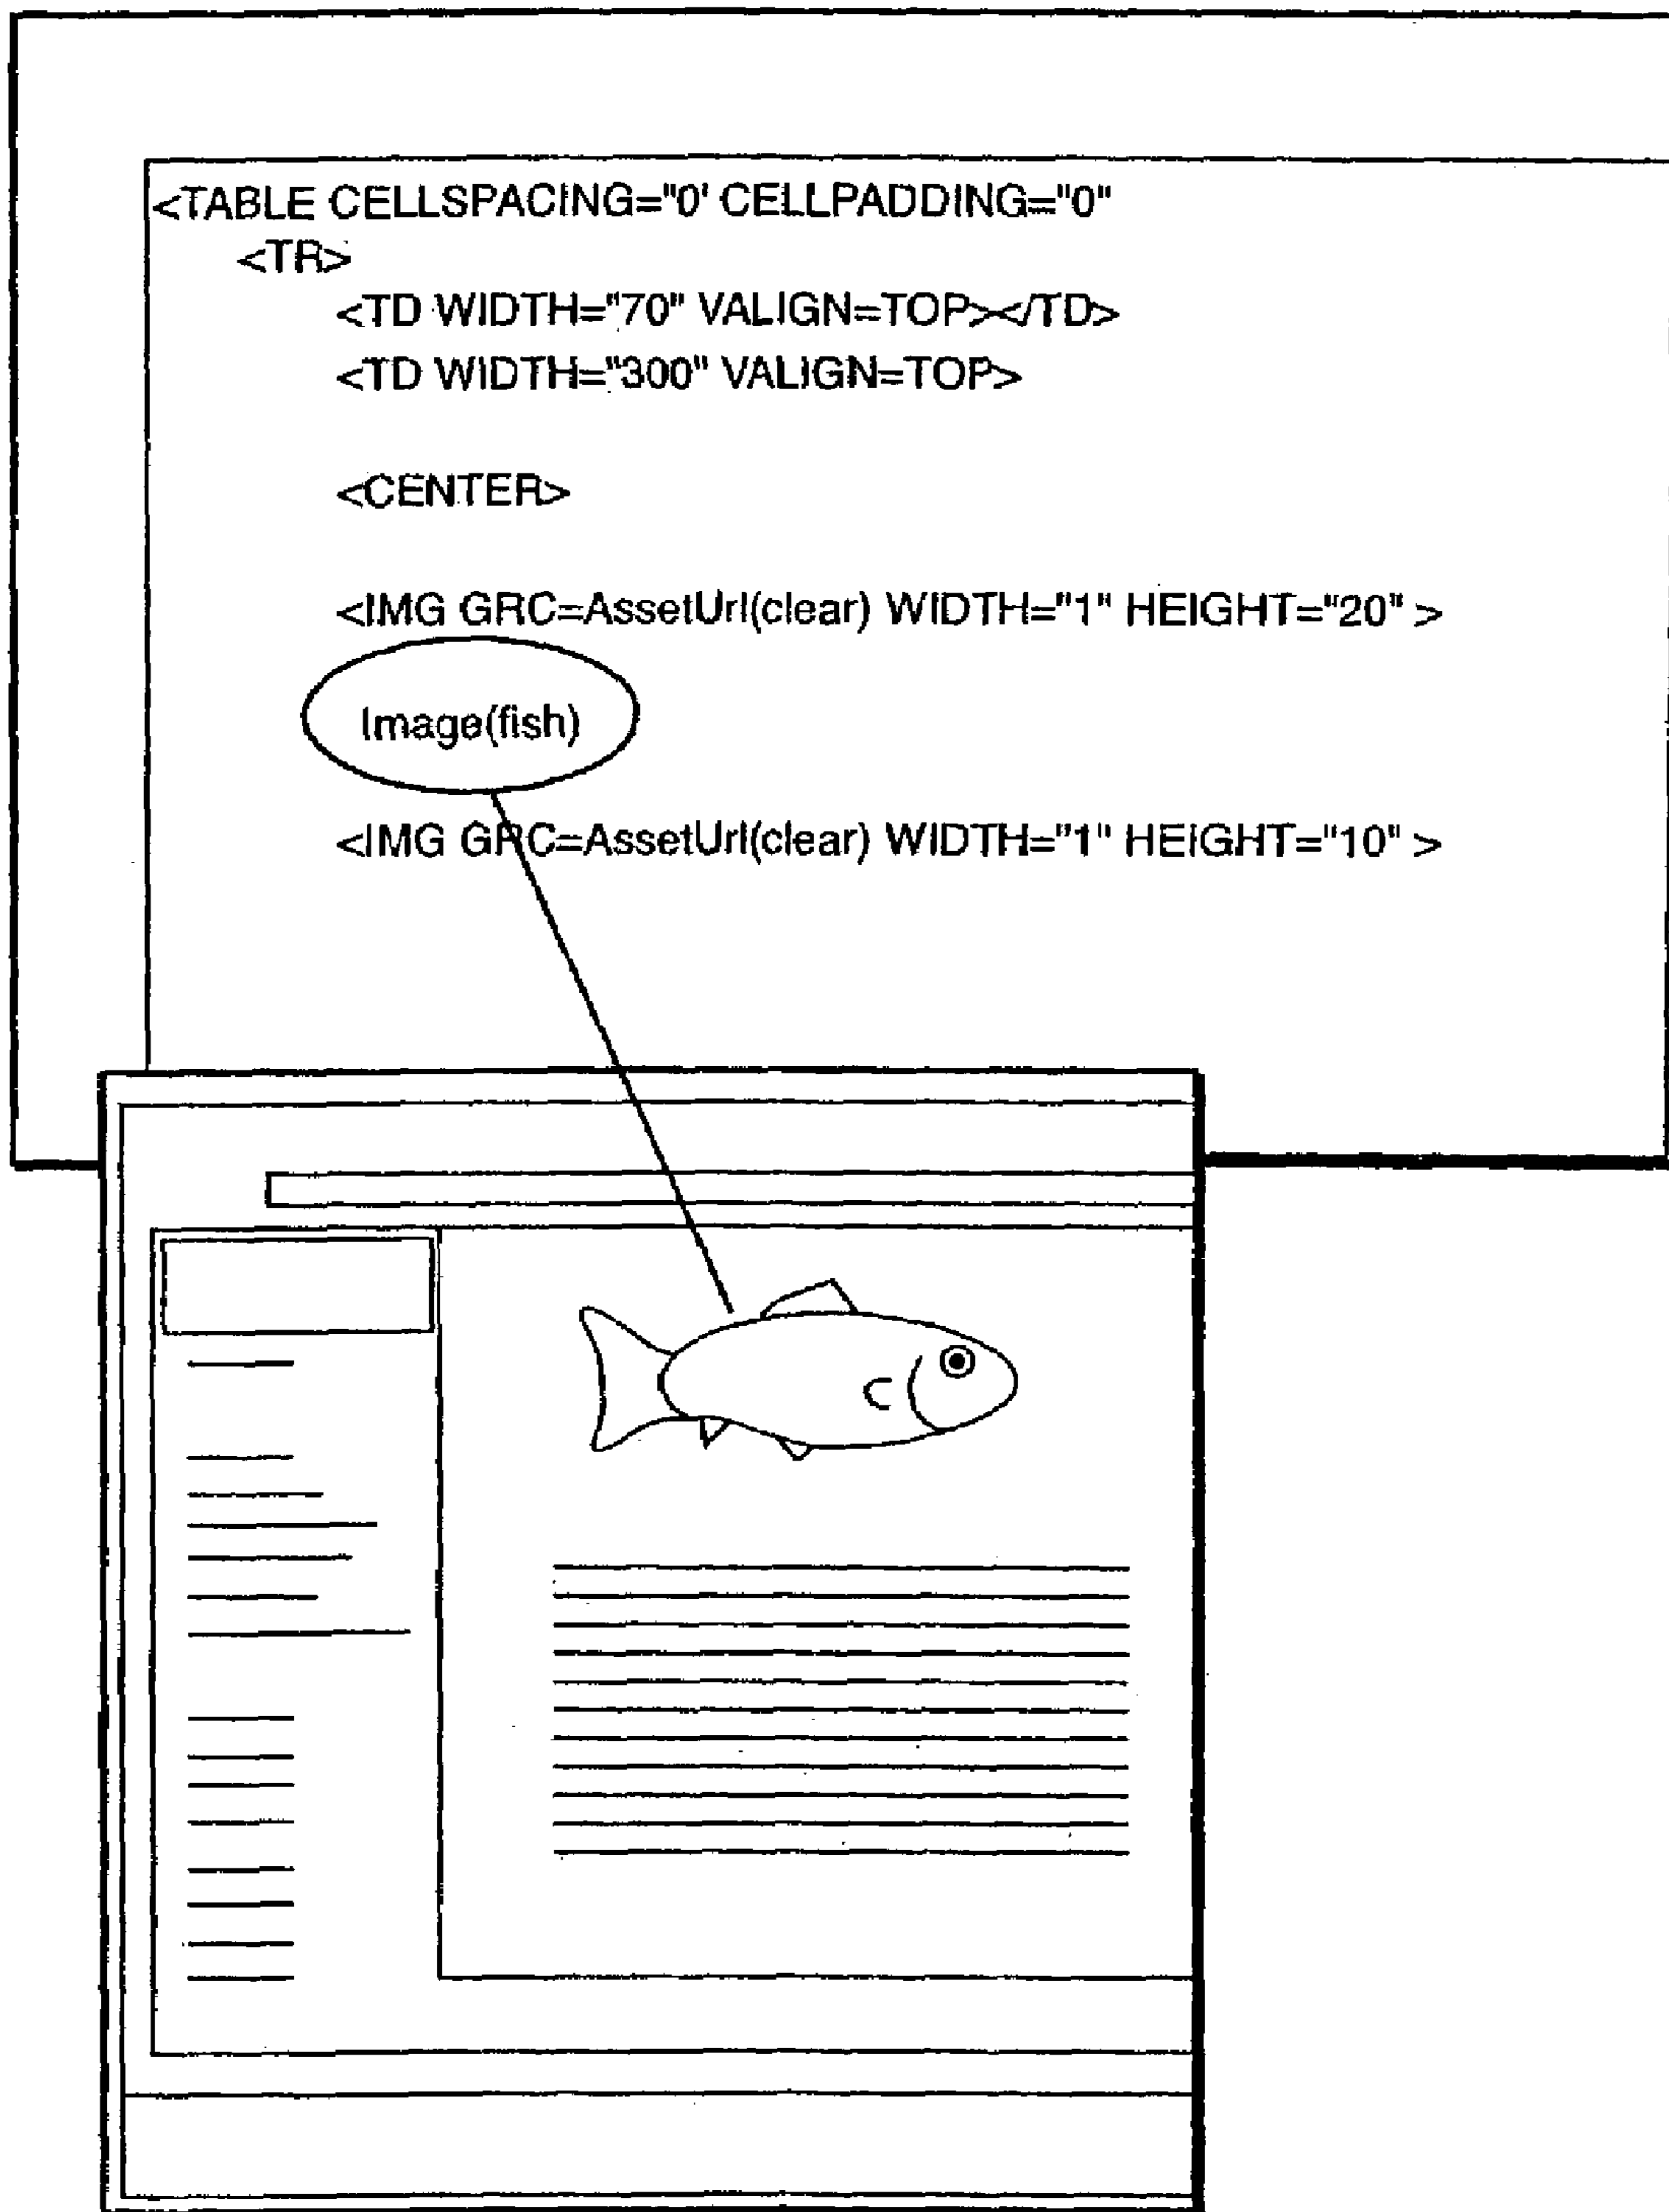 <TABLE CELLSPACING="0' CELLPADDING="0"
<TR>
<TD WIDTH="70" VALIGN=TOP></TD>
<TD WIDTH="300" VALIGN=TOP>
<CENTER>
<IMG GRC=AssetUrl(clear) WIDTH="1" HEIGHT="20" >
Image(fish)
<IMG GRC=AssetUrl(clear) WIDTH="1" HEIGHT="10" >